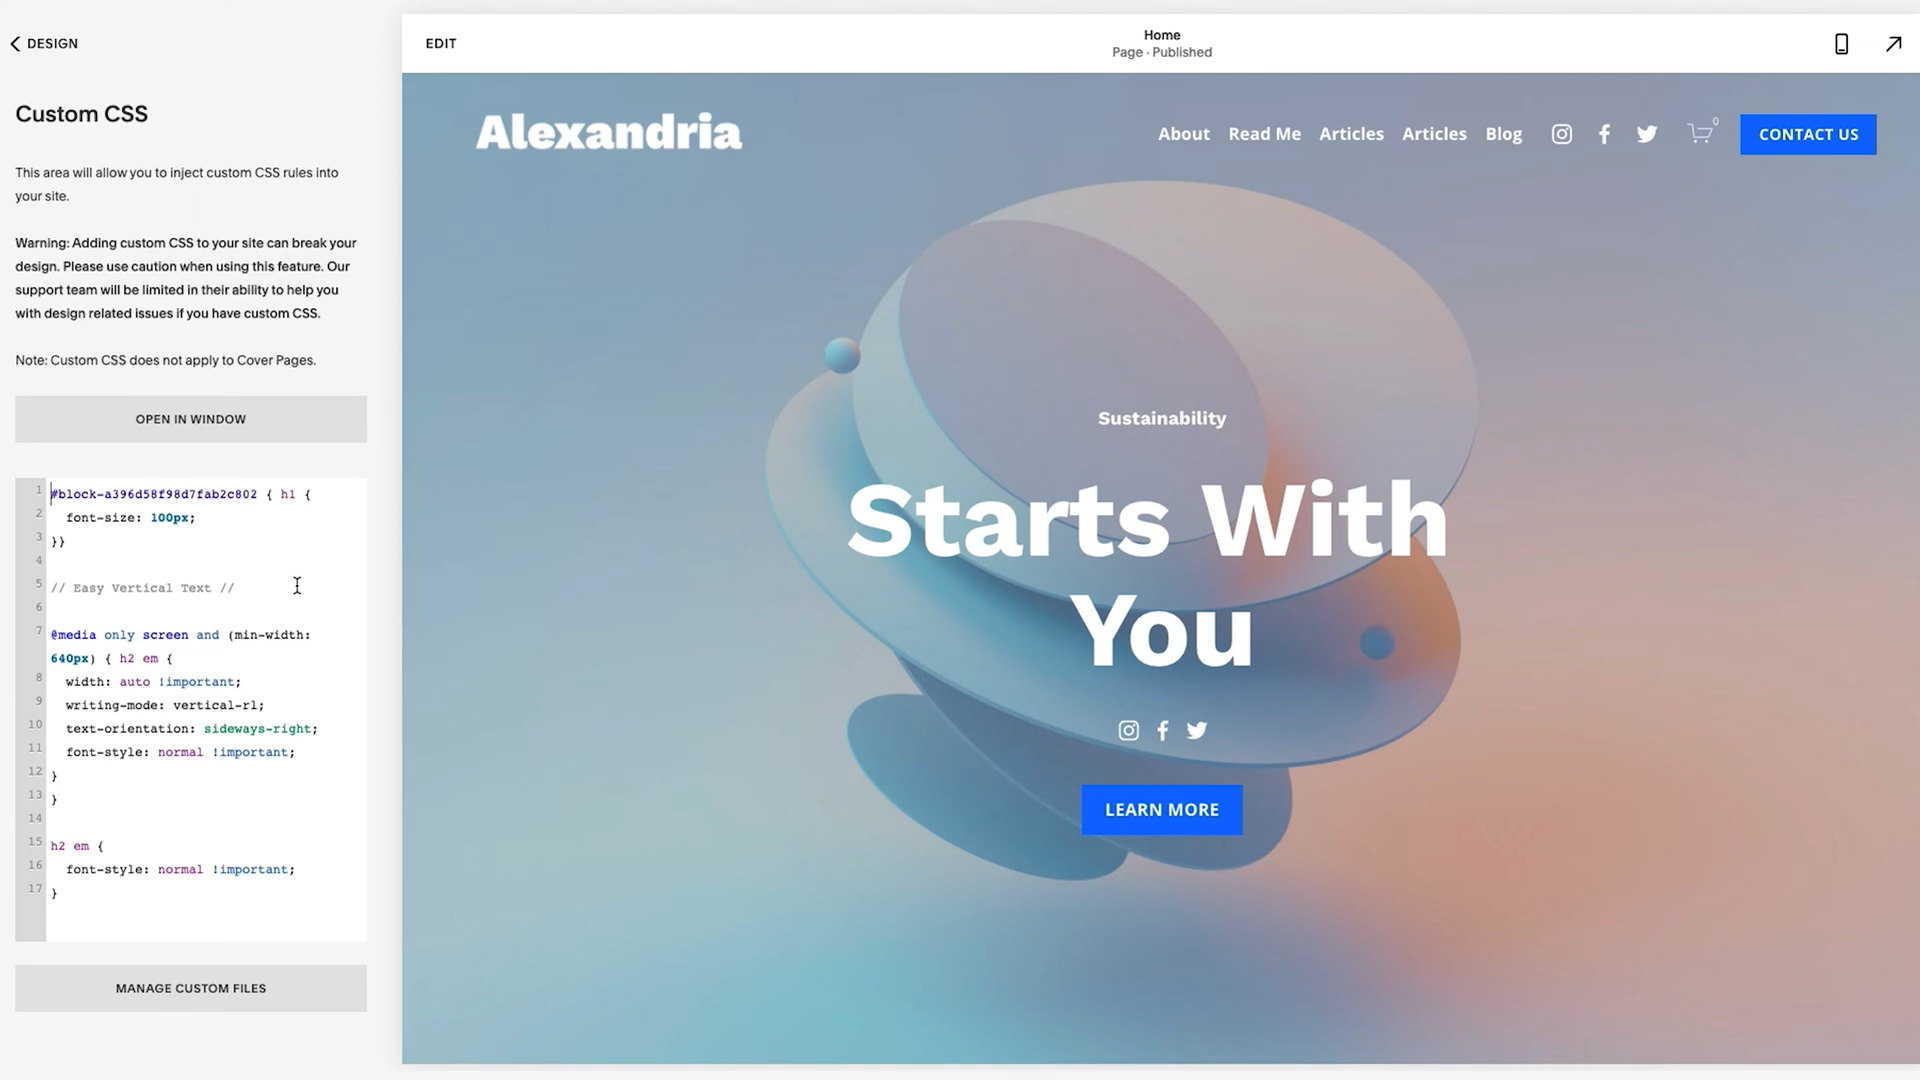 DESIGN
Custom CSS
This area will allow you to inject custom CSS rules into
your site.
Warning: Adding custom CSS to your site can break your
design. Please use caution when using this feature. Our
support team will be limited in their ability to help you
with design related issues if you have custom CSS.
Note: Custom CSS does not apply to Cover Pages.
OPEN IN WINDOW
1 #block-a396d58f98d7fab2c802 { h1 {
2 font-size: 100px;
3 }}
4
5 // Easy Vertical Text //
6
7 @media only screen and (min-width:
640px) { h2 em {
8 width: auto !important;
9 writing-mode: vertical-rl;
10 text-orientation: sideways-right;
11 font-style: normal !important;
12 }
13 }
14
15 h2 em {
16 font-style: normal !important;
17 }
MANAGE CUSTOM FILES
EDIT
Home
Page · Published
Alexandria
About Read Me Articles Articles Blog 0 CONTACT US
Sustainability
Starts With
You
LEARN MORE